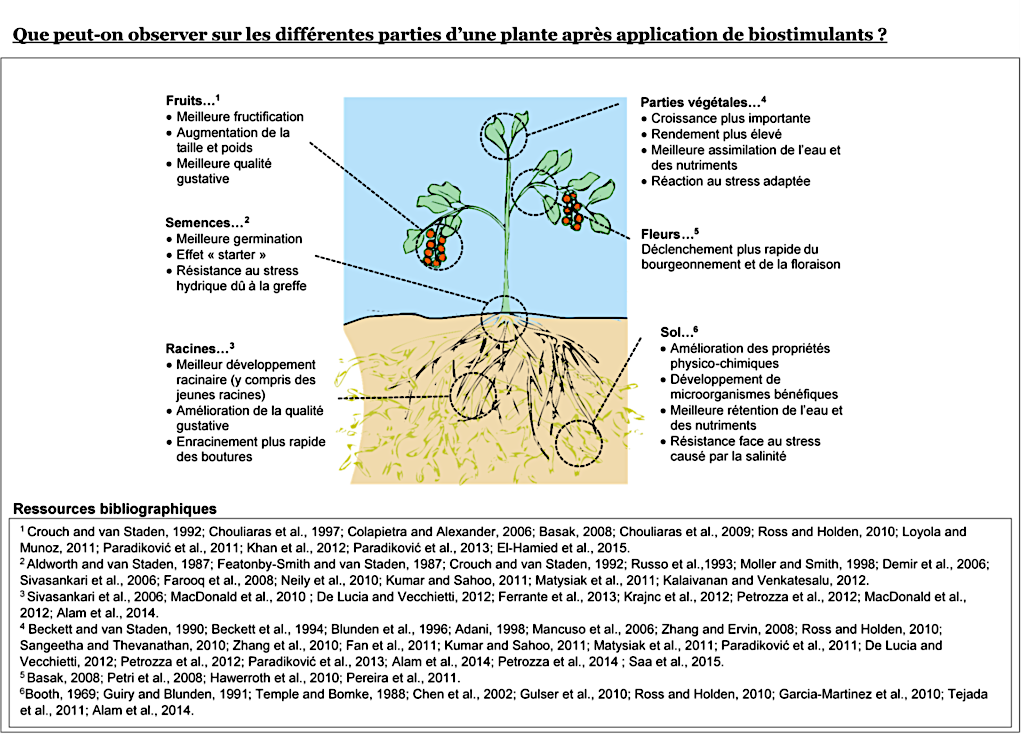 Que peut-on observer sur les différentes parties d'une plante après application de biostimulants ?
Fruits…1
• Meilleure fructification
• Augmentation de la
taille et poids
• Meilleure qualité
gustative
Semences…2
• Meilleure germination
• Effet « starter »
• Résistance au stress
hydrique dû à la greffe
Racines…3
• Meilleur développement
racinaire (y compris des
jeunes racines)
• Amélioration de la qualité
gustative
• Enracinement plus rapide
des boutures
Parties végétales…4
• Croissance plus importante
• Rendement plus élevé
• Meilleure assimilation de l'eau et
des nutriments
• Réaction au stress adaptée
Fleurs…5
Déclenchement plus rapide du
bourgeonnement et de la floraison
Sol…6
• Amélioration des propriétés
physico-chimiques
• Développement de
microorganismes bénéfiques
• Meilleure rétention de l'eau et
des nutriments
• Résistance face au stress
causé par la salinité
Ressources bibliographiques
1 Crouch and van Staden, 1992; Chouliaras et al., 1997; Colapietra and Alexander, 2006; Basak, 2008; Chouliaras et al., 2009; Ross and Holden, 2010; Loyola and
Munoz, 2011; Paradiković et al., 2011; Khan et al., 2012; Paradiković et al., 2013; El-Hamied et al., 2015.
2 Aldworth and van Staden, 1987; Featonby-Smith and van Staden, 1987; Crouch and van Staden, 1992; Russo et al.,1993; Moller and Smith, 1998; Demir et al., 2006;
Sivasankari et al., 2006; Farooq et al., 2008; Neily et al., 2010; Kumar and Sahoo, 2011; Matysiak et al., 2011; Kalaivanan and Venkatesalu, 2012.
3 Sivasankari et al., 2006; MacDonald et al., 2010 ; De Lucia and Vecchietti, 2012; Ferrante et al., 2013; Krajnc et al., 2012; Petrozza et al., 2012; MacDonald et al.,
2012; Alam et al., 2014.
4 Beckett and van Staden, 1990; Beckett et al., 1994; Blunden et al., 1996; Adani, 1998; Mancuso et al., 2006; Zhang and Ervin, 2008; Ross and Holden, 2010;
Sangeetha and Thevanathan, 2010; Zhang et al., 2010; Fan et al., 2011; Kumar and Sahoo, 2011; Matysiak et al., 2011; Paradiković et al., 2011; De Lucia and
Vecchietti, 2012; Petrozza et al., 2012; Paradiković et al., 2013; Alam et al., 2014; Petrozza et al., 2014 ; Saa et al., 2015.
5 Basak, 2008; Petri et al., 2008; Hawerroth et al., 2010; Pereira et al., 2011.
6Booth, 1969; Guiry and Blunden, 1991; Temple and Bomke, 1988; Chen et al., 2002; Gulser et al., 2010; Ross and Holden, 2010; Garcia-Martinez et al., 2010; Tejada
et al., 2011; Alam et al., 2014.